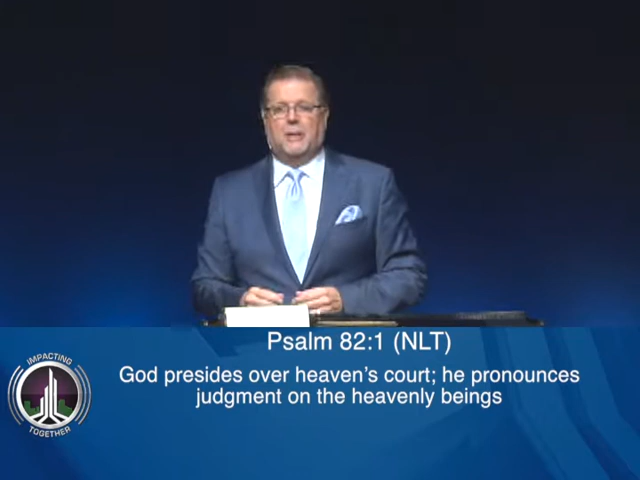 Psalm 82:1 (NLT)
God presides over heaven's court; he pronounces
judgment on the heavenly beings
IMPACTING
TOGETHER